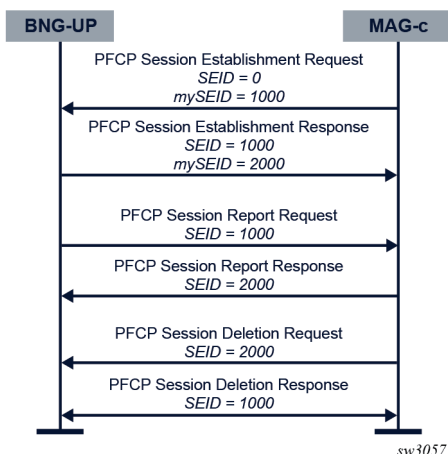 BNG-UP
MAG-c
PFCP Session Establishment Request
SEID = 0
mySEID = 1000
PFCP Session Establishment Response
SEID = 1000
mySEID = 2000
PFCP Session Report Request
SEID = 1000
PFCP Session Report Response
SEID = 2000
PFCP Session Deletion Request
SEID = 2000
PFCP Session Deletion Response
SEID = 1000
sw3057